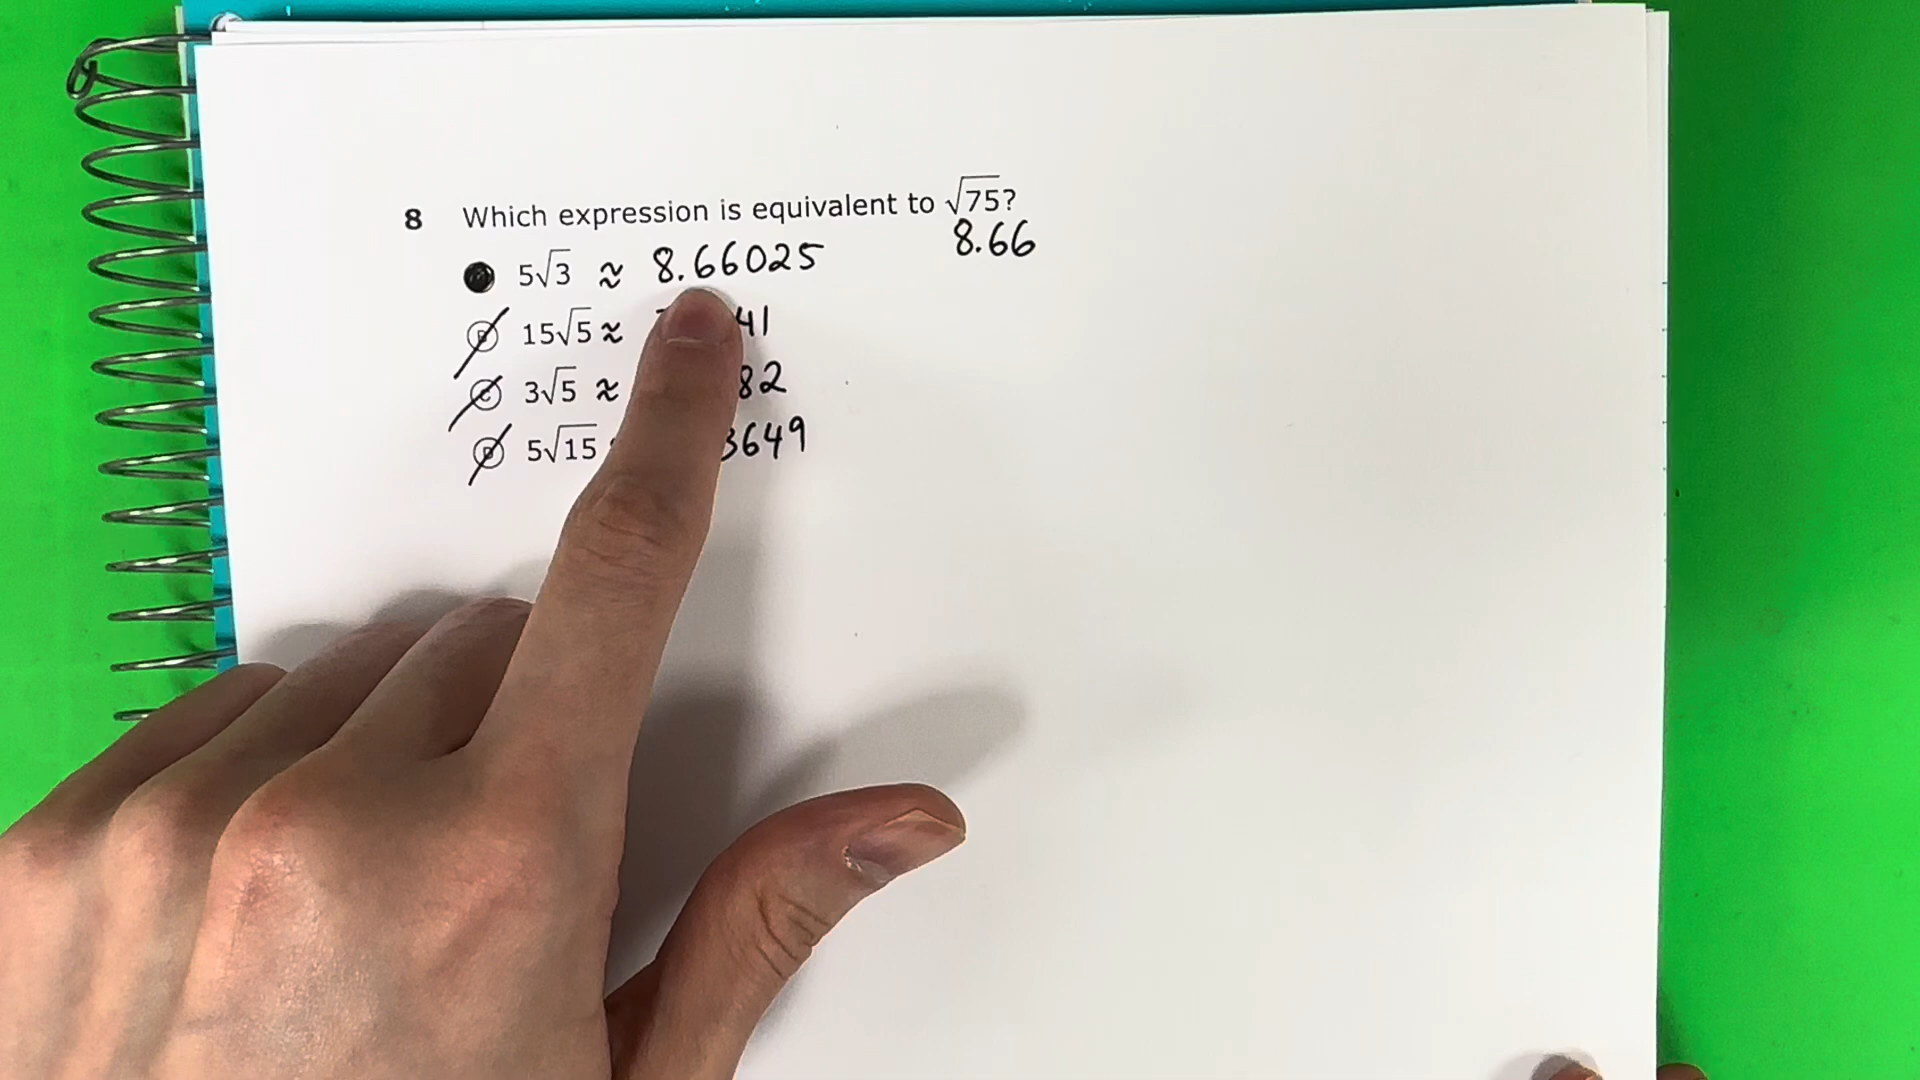 8 Which expression is equivalent to √75?
8.66
5√3 ≈ 8.66025
B 15√5 ≈ 41
C 3√5 ≈ 82
D 5√15 3649